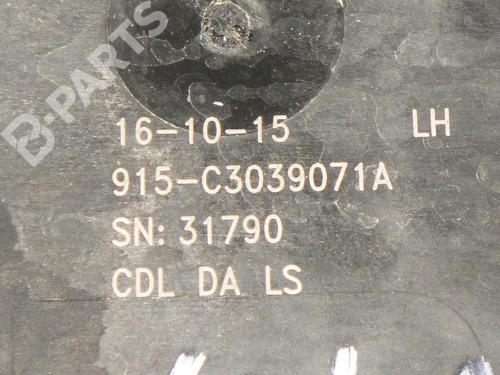 B-PARTS
16-10-15 LH
915-C3039071A
SN: 31790
CDL DA LS